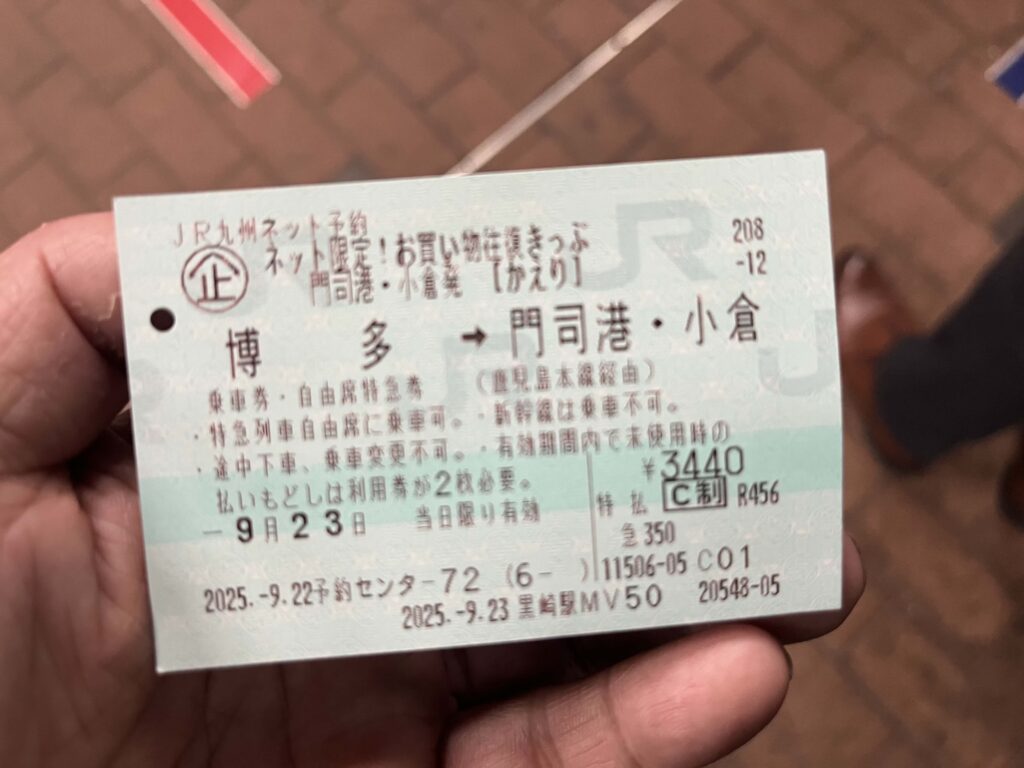 JR九州ネット予約
ネット限定!お買い物往復きっぷ
門司港・小倉発 【かえり】
企
208
-12
博 多 → 門司港・小倉
乗車券・自由席特急券 (鹿児島本線経由)
・特急列車自由席に乗車可。・新幹線は乗車不可。
・途中下車、乗車変更不可。・有効期間内で未使用時の
払いもどしは利用券が2枚必要。
¥3440
-9月23日 当日限り有効
特 払 C制 R456
急350
2025.-9.22予約センタ-72 (6- ) 11506-05 C01
2025.-9.23 黒崎駅MV50 20548-05
JR